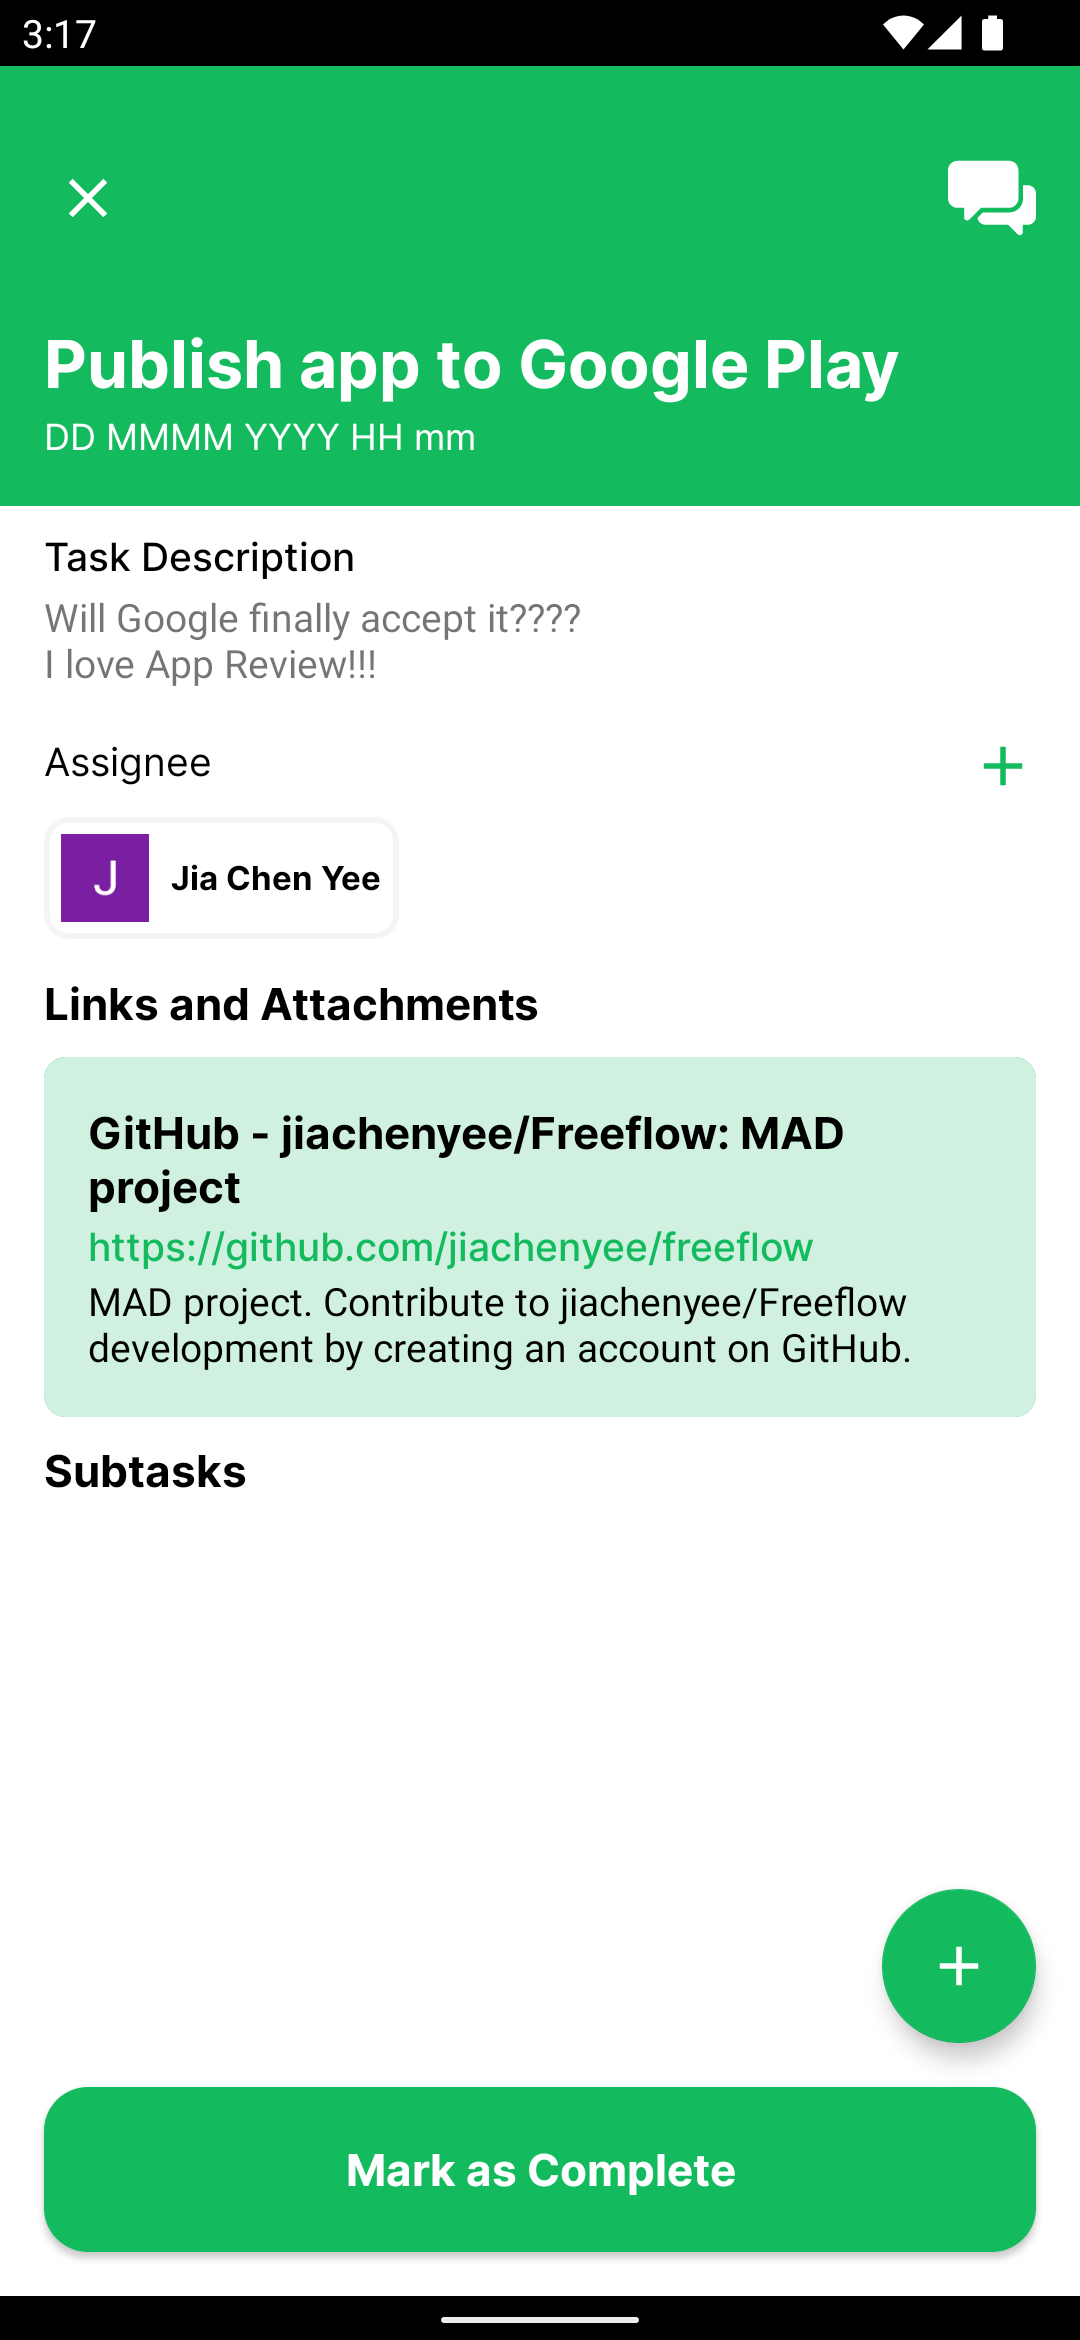 3:17
Publish app to Google Play
DD MMMM YYYY HH mm
Task Description
Will Google finally accept it????
I love App Review!!!
Assignee
J
Jia Chen Yee
Links and Attachments
GitHub - jiachenyee/Freeflow: MAD
project
https://github.com/jiachenyee/freeflow
MAD project. Contribute to jiachenyee/Freeflow
development by creating an account on GitHub.
Subtasks
Mark as Complete